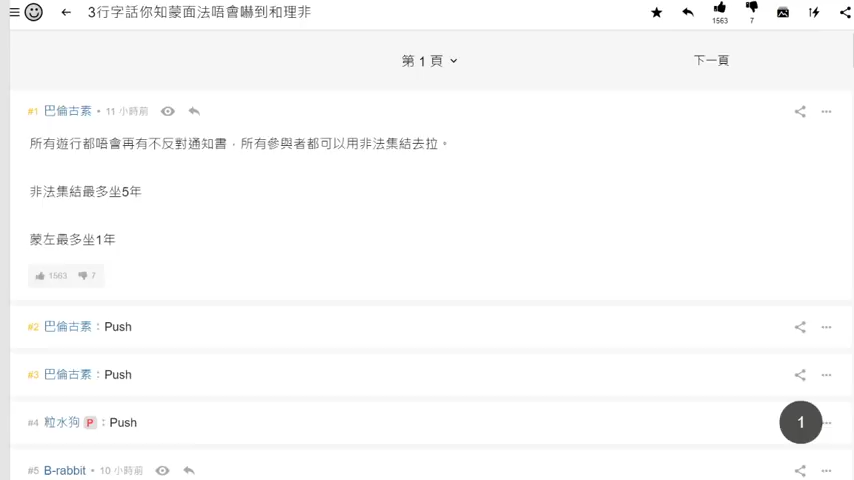 3行字話你知蒙面法唔會嚇到和理非
1563
7
第 1 頁
下一頁
#1 巴倫古素 • 11 小時前
所有遊行都唔會再有不反對通知書，所有參與者都可以用非法集結去拉。
非法集結最多坐5年
蒙左最多坐1年
1563 7
#2 巴倫古素：Push
#3 巴倫古素：Push
#4 粒水狗 P：Push
1
#5 B-rabbit • 10 小時前